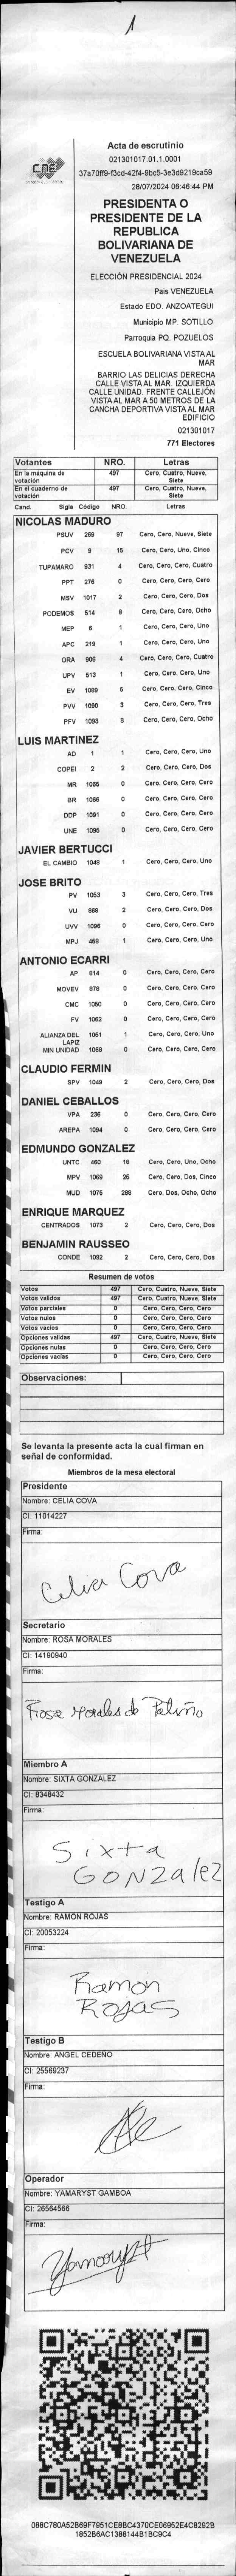 1
CNE
Acta de escrutinio
021301017.01.1.0001
37a70ff9-f3cd-42f4-9bc5-3e3d9219ca59
28/07/2024 06:46:44 PM
PRESIDENTA O
PRESIDENTE DE LA
REPUBLICA
BOLIVARIANA DE
VENEZUELA
ELECCIÓN PRESIDENCIAL 2024
Pais VENEZUELA
Estado EDO. ANZOATEGUI
Municipio MP. SOTILLO
Parroquia PQ. POZUELOS
ESCUELA BOLIVARIANA VISTA AL
MAR
BARRIO LAS DELICIAS DERECHA
CALLE VISTA AL MAR. IZQUIERDA
CALLE UNIDAD. FRENTE CALLEJÓN
VISTA AL MAR A 50 METROS DE LA
CANCHA DEPORTIVA VISTA AL MAR
EDIFICIO
021301017
771 Electores
Votantes NRO. Letras
En la máquina de votación 497 Cero, Cuatro, Nueve, Siete
En el cuaderno de votación 497 Cero, Cuatro, Nueve, Siete
Cand. Sigla Código NRO. Letras
NICOLAS MADURO
PSUV 269 97 Cero, Cero, Nueve, Siete
PCV 9 15 Cero, Cero, Uno, Cinco
TUPAMARO 931 4 Cero, Cero, Cero, Cuatro
PPT 276 0 Cero, Cero, Cero, Cero
MSV 1017 2 Cero, Cero, Cero, Dos
PODEMOS 514 8 Cero, Cero, Cero, Ocho
MEP 6 1 Cero, Cero, Cero, Uno
APC 219 1 Cero, Cero, Cero, Uno
ORA 906 4 Cero, Cero, Cero, Cuatro
UPV 513 1 Cero, Cero, Cero, Uno
EV 1089 5 Cero, Cero, Cero, Cinco
PVV 1090 3 Cero, Cero, Cero, Tres
PFV 1093 8 Cero, Cero, Cero, Ocho
LUIS MARTINEZ
AD 1 1 Cero, Cero, Cero, Uno
COPEI 2 2 Cero, Cero, Cero, Dos
MR 1065 0 Cero, Cero, Cero, Cero
BR 1066 0 Cero, Cero, Cero, Cero
DDP 1091 0 Cero, Cero, Cero, Cero
UNE 1095 0 Cero, Cero, Cero, Cero
JAVIER BERTUCCI
EL CAMBIO 1048 1 Cero, Cero, Cero, Uno
JOSE BRITO
PV 1053 3 Cero, Cero, Cero, Tres
VU 868 2 Cero, Cero, Cero, Dos
UVV 1096 0 Cero, Cero, Cero, Cero
MPJ 458 1 Cero, Cero, Cero, Uno
ANTONIO ECARRI
AP 914 0 Cero, Cero, Cero, Cero
MOVEV 878 0 Cero, Cero, Cero, Cero
CMC 1050 0 Cero, Cero, Cero, Cero
FV 1062 0 Cero, Cero, Cero, Cero
ALIANZA DEL LAPIZ 1051 1 Cero, Cero, Cero, Uno
MIN UNIDAD 1069 0 Cero, Cero, Cero, Cero
CLAUDIO FERMIN
SPV 1049 2 Cero, Cero, Cero, Dos
DANIEL CEBALLOS
VPA 236 0 Cero, Cero, Cero, Cero
AREPA 1094 0 Cero, Cero, Cero, Cero
EDMUNDO GONZALEZ
UNTC 460 18 Cero, Cero, Uno, Ocho
MPV 1069 25 Cero, Cero, Dos, Cinco
MUD 1075 288 Cero, Dos, Ocho, Ocho
ENRIQUE MARQUEZ
CENTRADOS 1073 2 Cero, Cero, Cero, Dos
BENJAMIN RAUSSEO
CONDE 1092 2 Cero, Cero, Cero, Dos
Resumen de votos
Votos 497 Cero, Cuatro, Nueve, Siete
Votos validos 497 Cero, Cuatro, Nueve, Siete
Votos parciales 0 Cero, Cero, Cero, Cero
Votos nulos 0 Cero, Cero, Cero, Cero
Votos vacios 0 Cero, Cero, Cero, Cero
Opciones validas 497 Cero, Cuatro, Nueve, Siete
Opciones nulas 0 Cero, Cero, Cero, Cero
Opciones vacias 0 Cero, Cero, Cero, Cero
Observaciones:
Se levanta la presente acta la cual firman en
señal de conformidad.
Miembros de la mesa electoral
Presidente
Nombre: CELIA COVA
CI: 11014227
Firma:
Celia Cova
Secretario
Nombre: ROSA MORALES
CI: 14190940
Firma:
Rosa Morales de Patiño
Miembro A
Nombre: SIXTA GONZALEZ
CI: 8348432
Firma:
Sixta
GONZalez
Testigo A
Nombre: RAMON ROJAS
CI: 20053224
Firma:
Ramon
Rojas
Testigo B
Nombre: ANGEL CEDEÑO
CI: 25569237
Firma:
Operador
Nombre: YAMARYST GAMBOA
CI: 26564566
Firma:
Yamaryst
088C780A52B69F7951CE8BC4370CE06952E4C8292B
1852B6AC1388144B1BC9C4